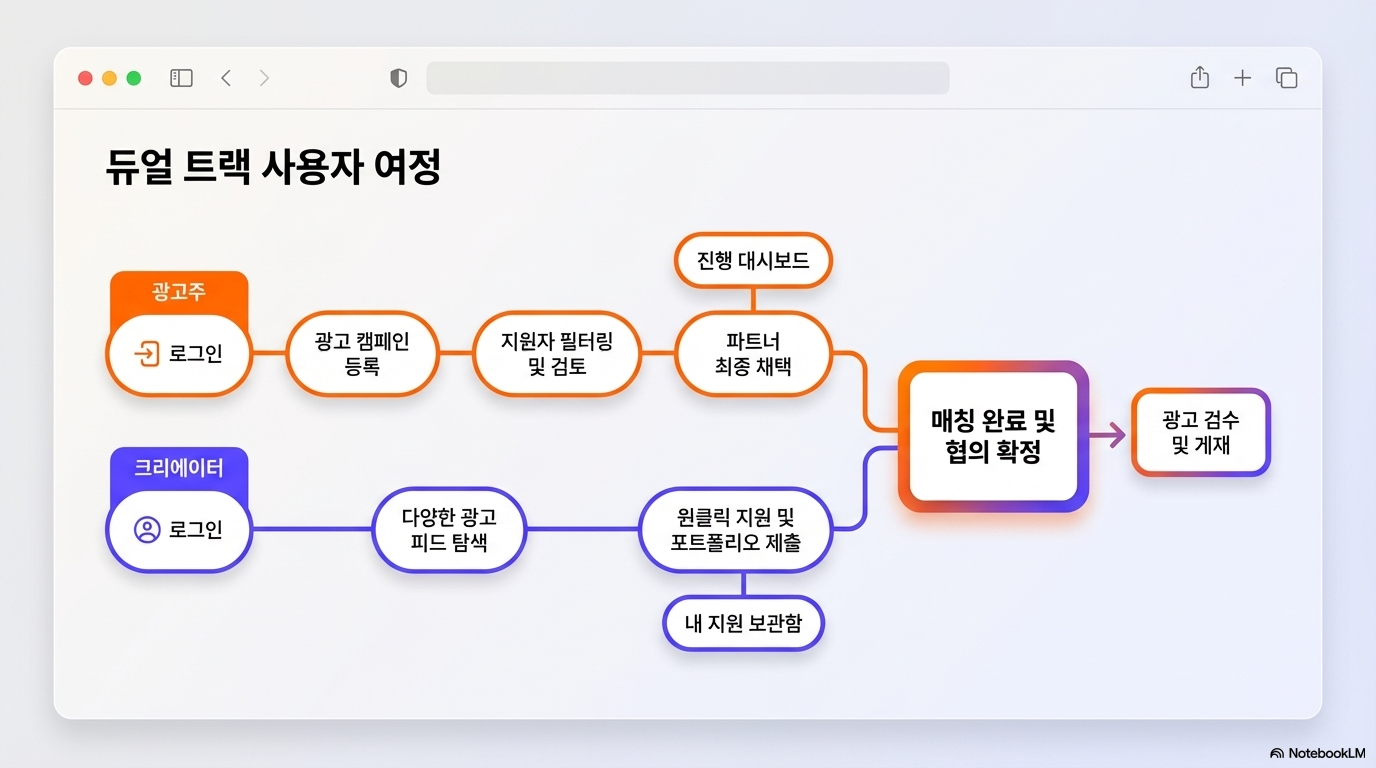 듀얼 트랙 사용자 여정
진행 대시보드
광고주
로그인
광고 캠페인
등록
지원자 필터링
및 검토
파트너
최종 채택
매칭 완료 및
협의 확정
광고 검수
및 게재
크리에이터
로그인
다양한 광고
피드 탐색
원클릭 지원 및
포트폴리오 제출
내 지원 보관함
NotebookLM